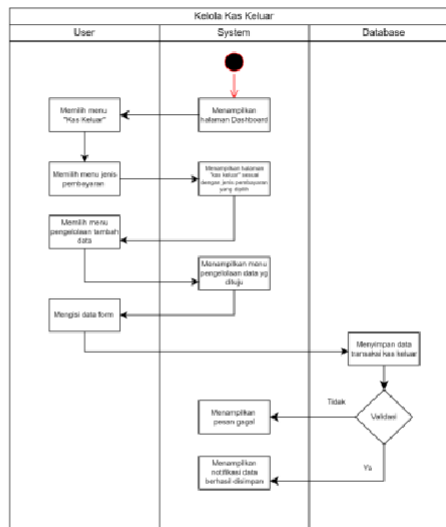 Kelola Kas Keluar
User
System
Database
Menampilkan
halaman Dashboard
Memilih menu
"Kas Keluar"
Memilih menu jenis
pembayaran
Menampilkan halaman
"kas keluar" sesuai
dengan jenis pembayaran
yang dipilih
Memilih menu
pengelolaan tambah
data
Menampilkan menu
pengelolaan data yg
dituju
Mengisi data form
Menyimpan data
transaksi kas keluar
Validasi
Tidak
Menampilkan
pesan gagal
Ya
Menampilkan
notifikasi data
berhasil disimpan